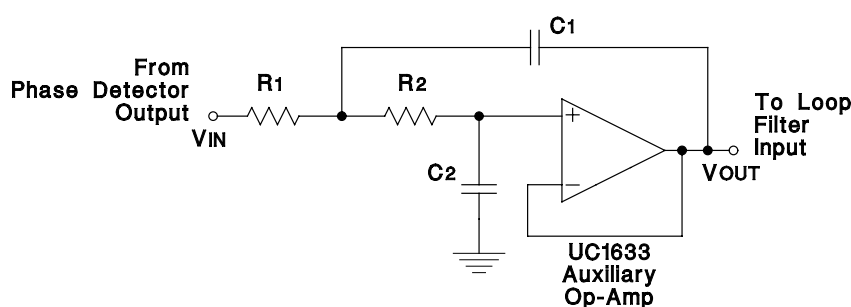 C1
From
Phase Detector
Output
R1
R2
To Loop
Filter
Input
VIN
+
C2
−
VOUT
UC1633
Auxiliary
Op-Amp